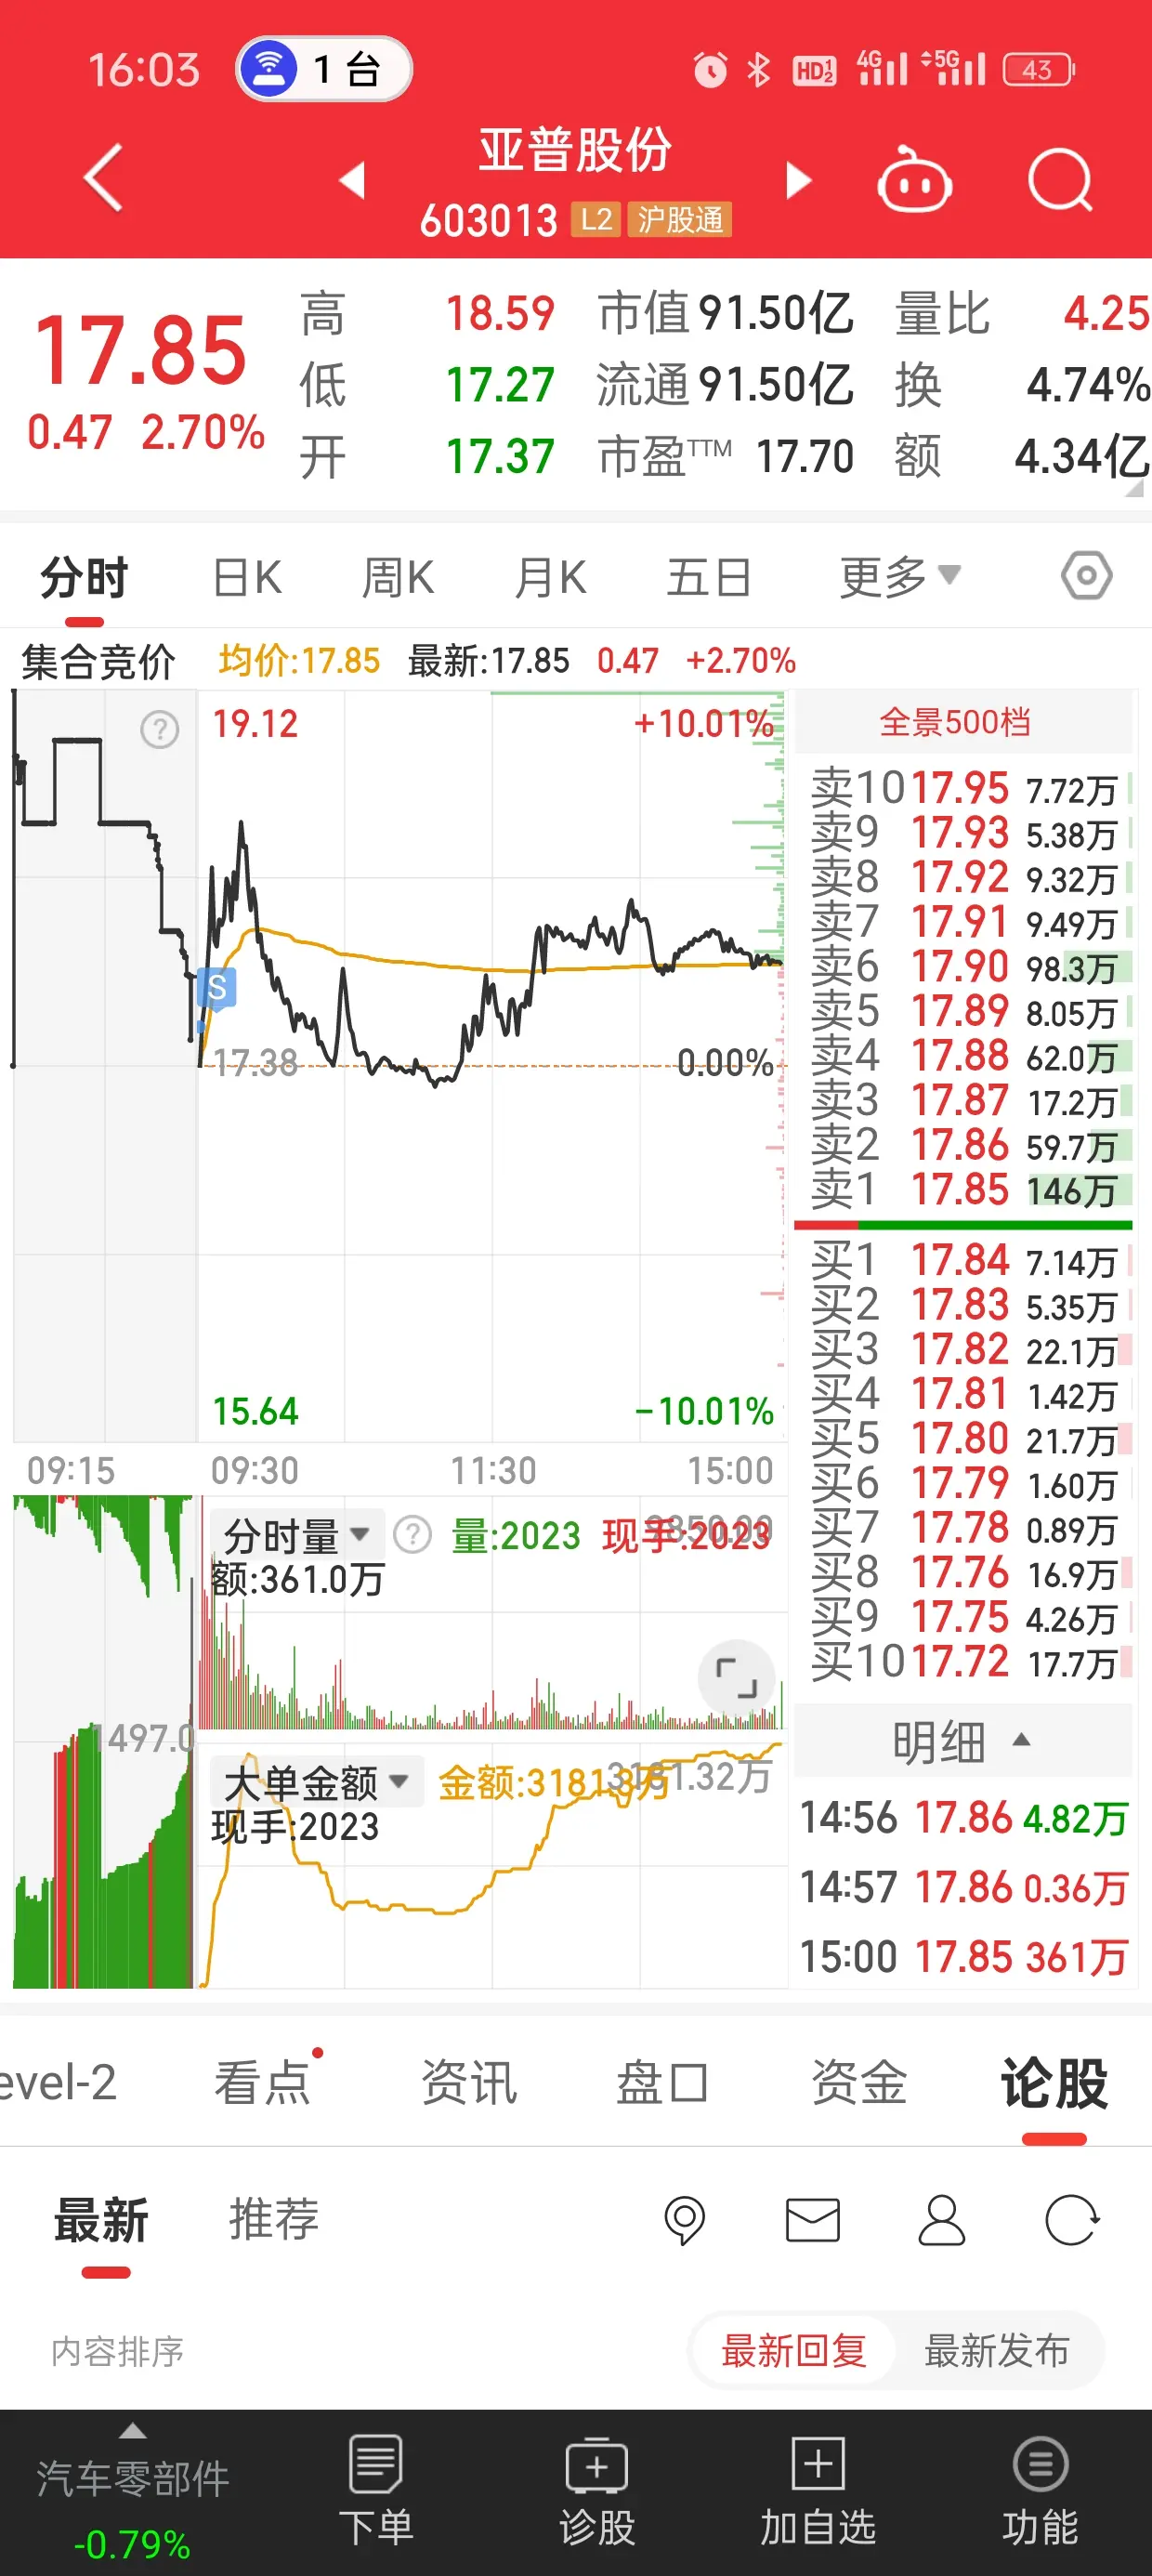 16:03 1 台 HD 1 2 4G 5G 43
亚普股份
603013 L2 沪股通
17.85
0.47 2.70%
高 18.59 市值 91.50亿 量比 4.25
低 17.27 流通 91.50亿 换 4.74%
开 17.37 市盈TTM 17.70 额 4.34亿
分时 日K 周K 月K 五日 更多
集合竞价 均价:17.85 最新:17.85 0.47 +2.70%
? 19.12 +10.01%
S
17.38 0.00%
15.64 -10.01%
09:15 09:30 11:30 15:00
分时量 ? 量:2023 现手:2023
额:361.0万
1497.0
大单金额 金额:3181.3万 3181.32万
现手:2023
全景500档
卖10 17.95 7.72万
卖9 17.93 5.38万
卖8 17.92 9.32万
卖7 17.91 9.49万
卖6 17.90 98.3万
卖5 17.89 8.05万
卖4 17.88 62.0万
卖3 17.87 17.2万
卖2 17.86 59.7万
卖1 17.85 146万
买1 17.84 7.14万
买2 17.83 5.35万
买3 17.82 22.1万
买4 17.81 1.42万
买5 17.80 21.7万
买6 17.79 1.60万
买7 17.78 0.89万
买8 17.76 16.9万
买9 17.75 4.26万
买10 17.72 17.7万
明细
14:56 17.86 4.82万
14:57 17.86 0.36万
15:00 17.85 361万
evel-2 看点 资讯 盘口 资金 论股
最新 推荐
内容排序 最新回复 最新发布
汽车零部件 下单 诊股 加自选 功能
-0.79%